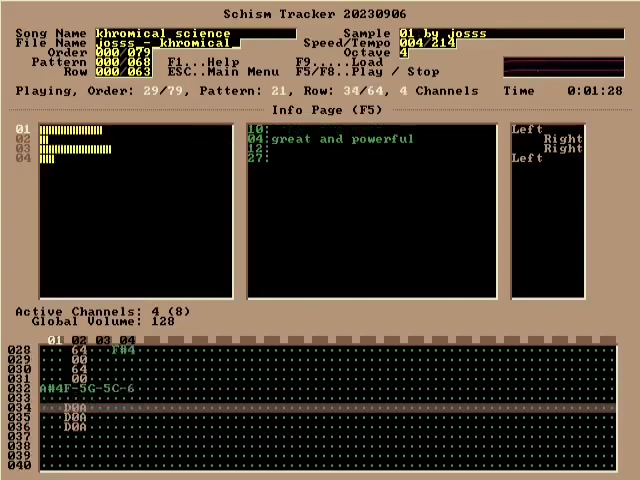 Schism Tracker 20230906
Song Name khromical science Sample 01 by josss
File Name josss - khromical_ Speed/Tempo 004/214
Order 000/079 Octave 4
Pattern 000/068 F1...Help F9.....Load
Row 000/063 ESC..Main Menu F5/F8..Play / Stop
Playing, Order: 29/79, Pattern: 21, Row: 34/64, 4 Channels Time 0:01:28
Info Page (F5)
01 10: Left
02 04:great and powerful Right
03 12: Right
04 27: Left
Active Channels: 4 (8)
Global Volume: 128
01 02 03 04
028 64 F#4
029 00
030 64
031 00
032 A#4F-5G-5C-6
033
034 D0A
035 D0A
036 D0A
037
038
039
040